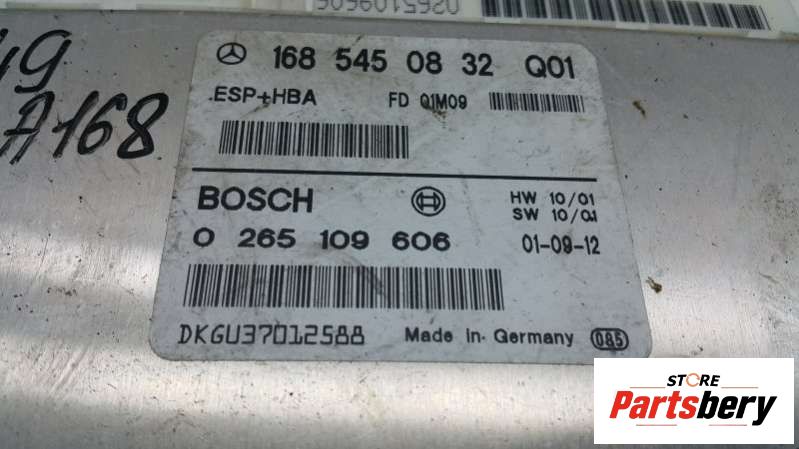 0265109606
A168
168 545 08 32 Q01
.ESP+HBA FD Q1M09
BOSCH HW 10/01
SW 10/01
0 265 109 606 01-09-12
DKGU37012588 Made in Germany 085
STORE
Partsbery